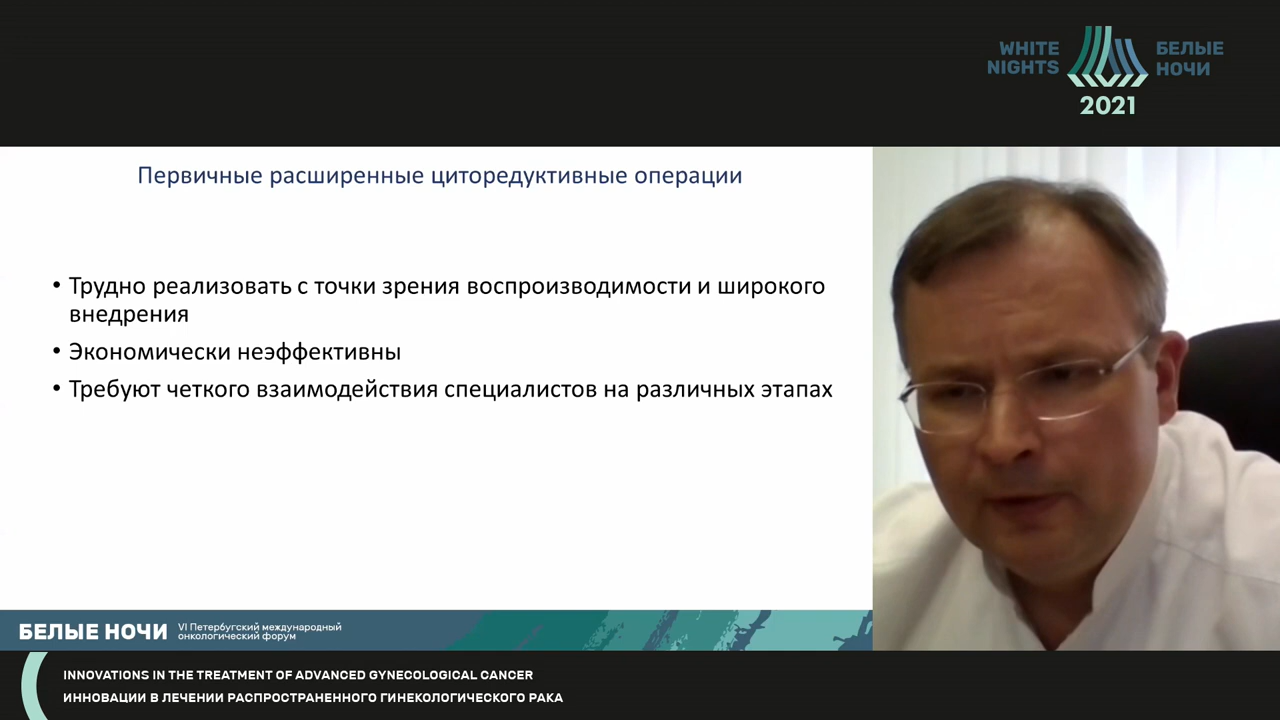 WHITE
NIGHTS
БЕЛЫЕ
НОЧИ
2021
Первичные расширенные циторедуктивные операции
• Трудно реализовать с точки зрения воспроизводимости и широкого
внедрения
• Экономически неэффективны
• Требуют четкого взаимодействия специалистов на различных этапах
БЕЛЫЕ НОЧИ
VI Петербургский международный
онкологический форум
INNOVATIONS IN THE TREATMENT OF ADVANCED GYNECOLOGICAL CANCER
ИННОВАЦИИ В ЛЕЧЕНИИ РАСПРОСТРАНЕННОГО ГИНЕКОЛОГИЧЕСКОГО РАКА